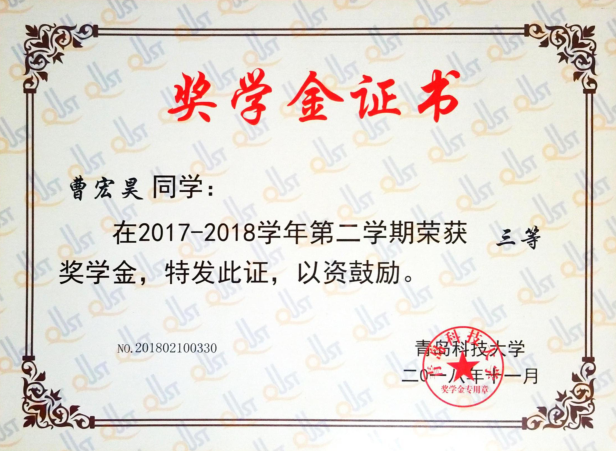 奖学金证书
曹宏昊 同学：
在2017-2018学年第二学期荣获 三等
奖学金，特发此证，以资鼓励。
NO.201802100330
青岛科技大学
二〇一八年十一月
青岛科技大学
奖学金专用章
QUST